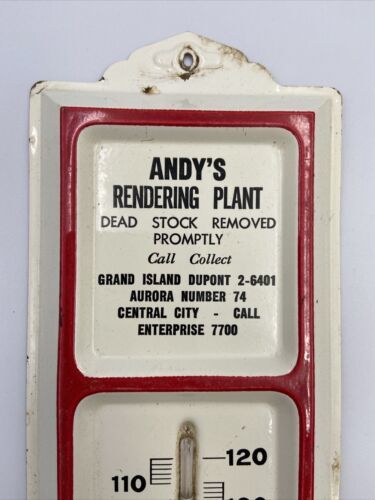 ANDY'S
RENDERING PLANT
DEAD STOCK REMOVED
PROMPTLY
Call Collect
GRAND ISLAND DUPONT 2-6401
AURORA NUMBER 74
CENTRAL CITY - CALL
ENTERPRISE 7700
120
110